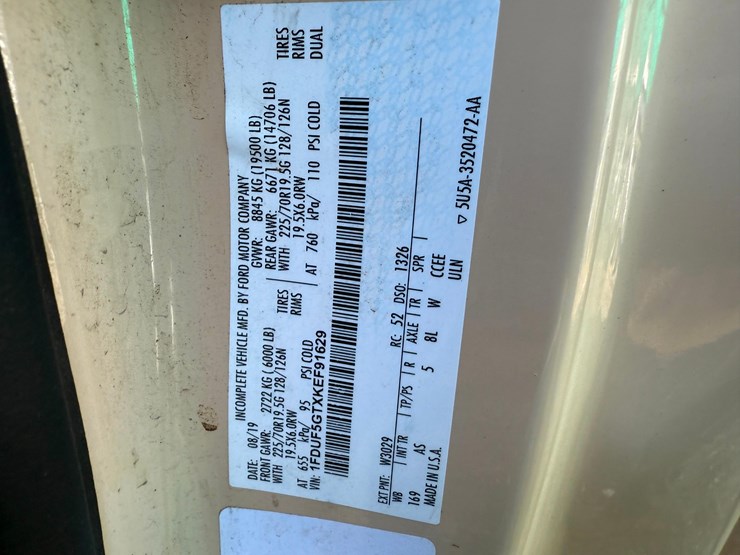 DATE: 08/19 INCOMPLETE VEHICLE MFD. BY FORD MOTOR COMPANY
GVWR: 8845 KG (19500 LB)
FRONT GAWR: 2722 KG (6000 LB) REAR GAWR: 6671 KG (14706 LB)
WITH 225/70R19.5G 128/126N TIRES WITH 225/70R19.5G 128/126N TIRES
19.5X6.0RW RIMS 19.5X6.0RW RIMS
AT 655 kPa/ 95 PSI COLD AT 760 kPa/ 110 PSI COLD DUAL
VIN: 1FDUF5GTXKEF91629
EXT PNT: W3029 RC: 52 DSO: 1326
WB INT TR TP/PS R AXLE TR SPR
169 AS 5 8L W CCEE
MADE IN U.S.A. ULN
▽ 5U5A-3520472-AA